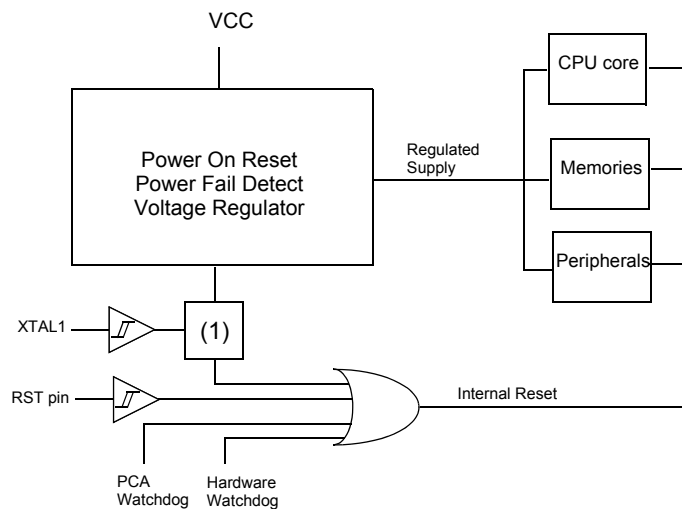 VCC
CPU core
Power On Reset
Power Fail Detect
Voltage Regulator
Regulated
Supply
Memories
Peripherals
XTAL1
(1)
RST pin
Internal Reset
PCA
Watchdog
Hardware
Watchdog